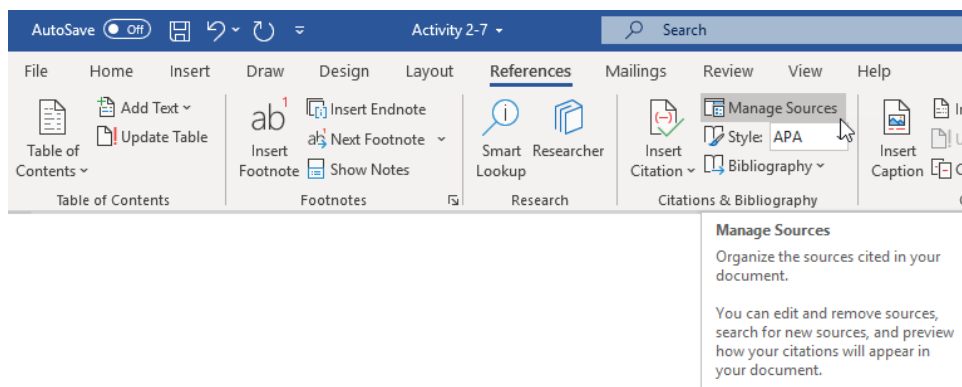 AutoSave Off Activity 2-7 Search
File Home Insert Draw Design Layout References Mailings Review View Help
Table of
Contents
Add Text
Update Table
Table of Contents
ab1
Insert
Footnote
Insert Endnote
Next Footnote
Show Notes
Footnotes
Smart
Lookup
Researcher
Research
Insert
Citation
Manage Sources
Style: APA
Bibliography
Citations & Bibliography
Insert
Caption
Manage Sources
Organize the sources cited in your
document.
You can edit and remove sources,
search for new sources, and preview
how your citations will appear in
your document.